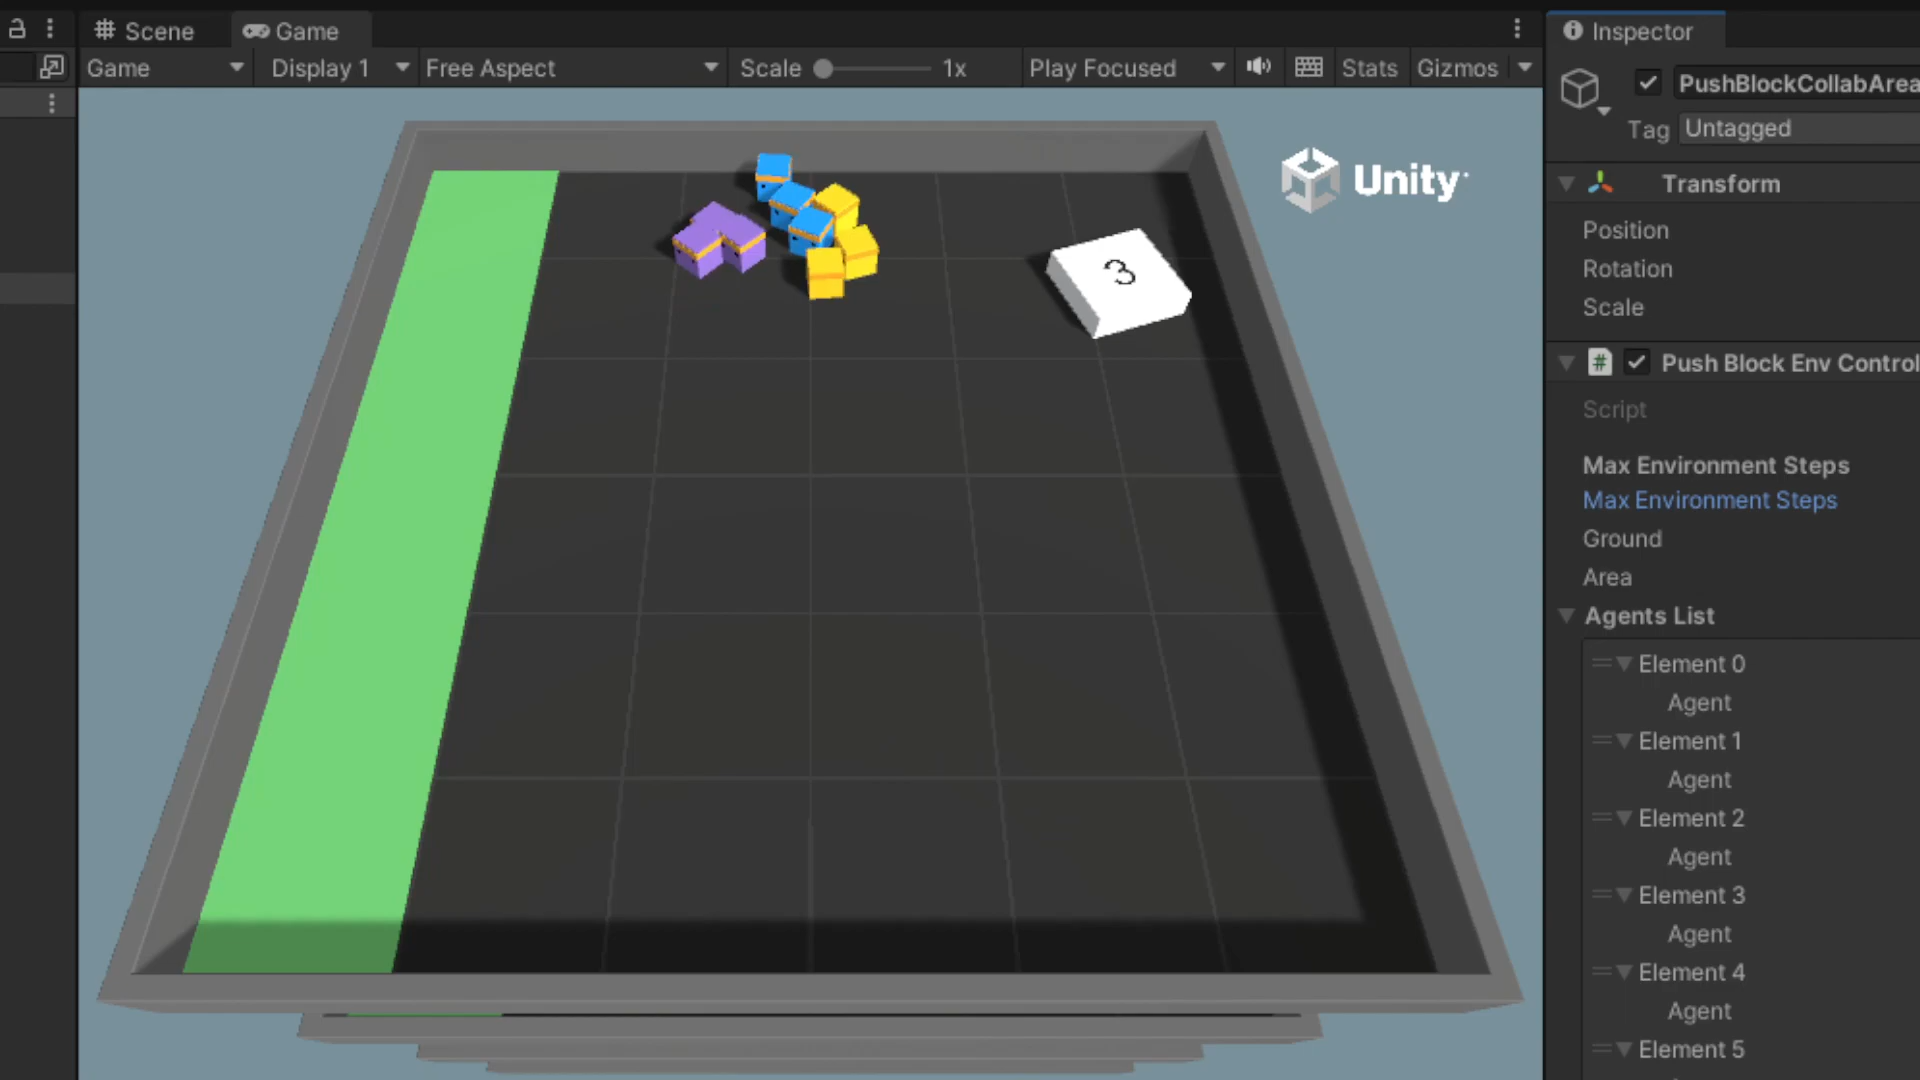 Scene
Game
Inspector
Game
Display 1
Free Aspect
Scale
1x
Play Focused
Stats
Gizmos
PushBlockCollabArea
Tag
Untagged
Unity
3
Transform
Position
Rotation
Scale
Push Block Env Control
Script
Max Environment Steps
Max Environment Steps
Ground
Area
Agents List
Element 0
Agent
Element 1
Agent
Element 2
Agent
Element 3
Agent
Element 4
Agent
Element 5